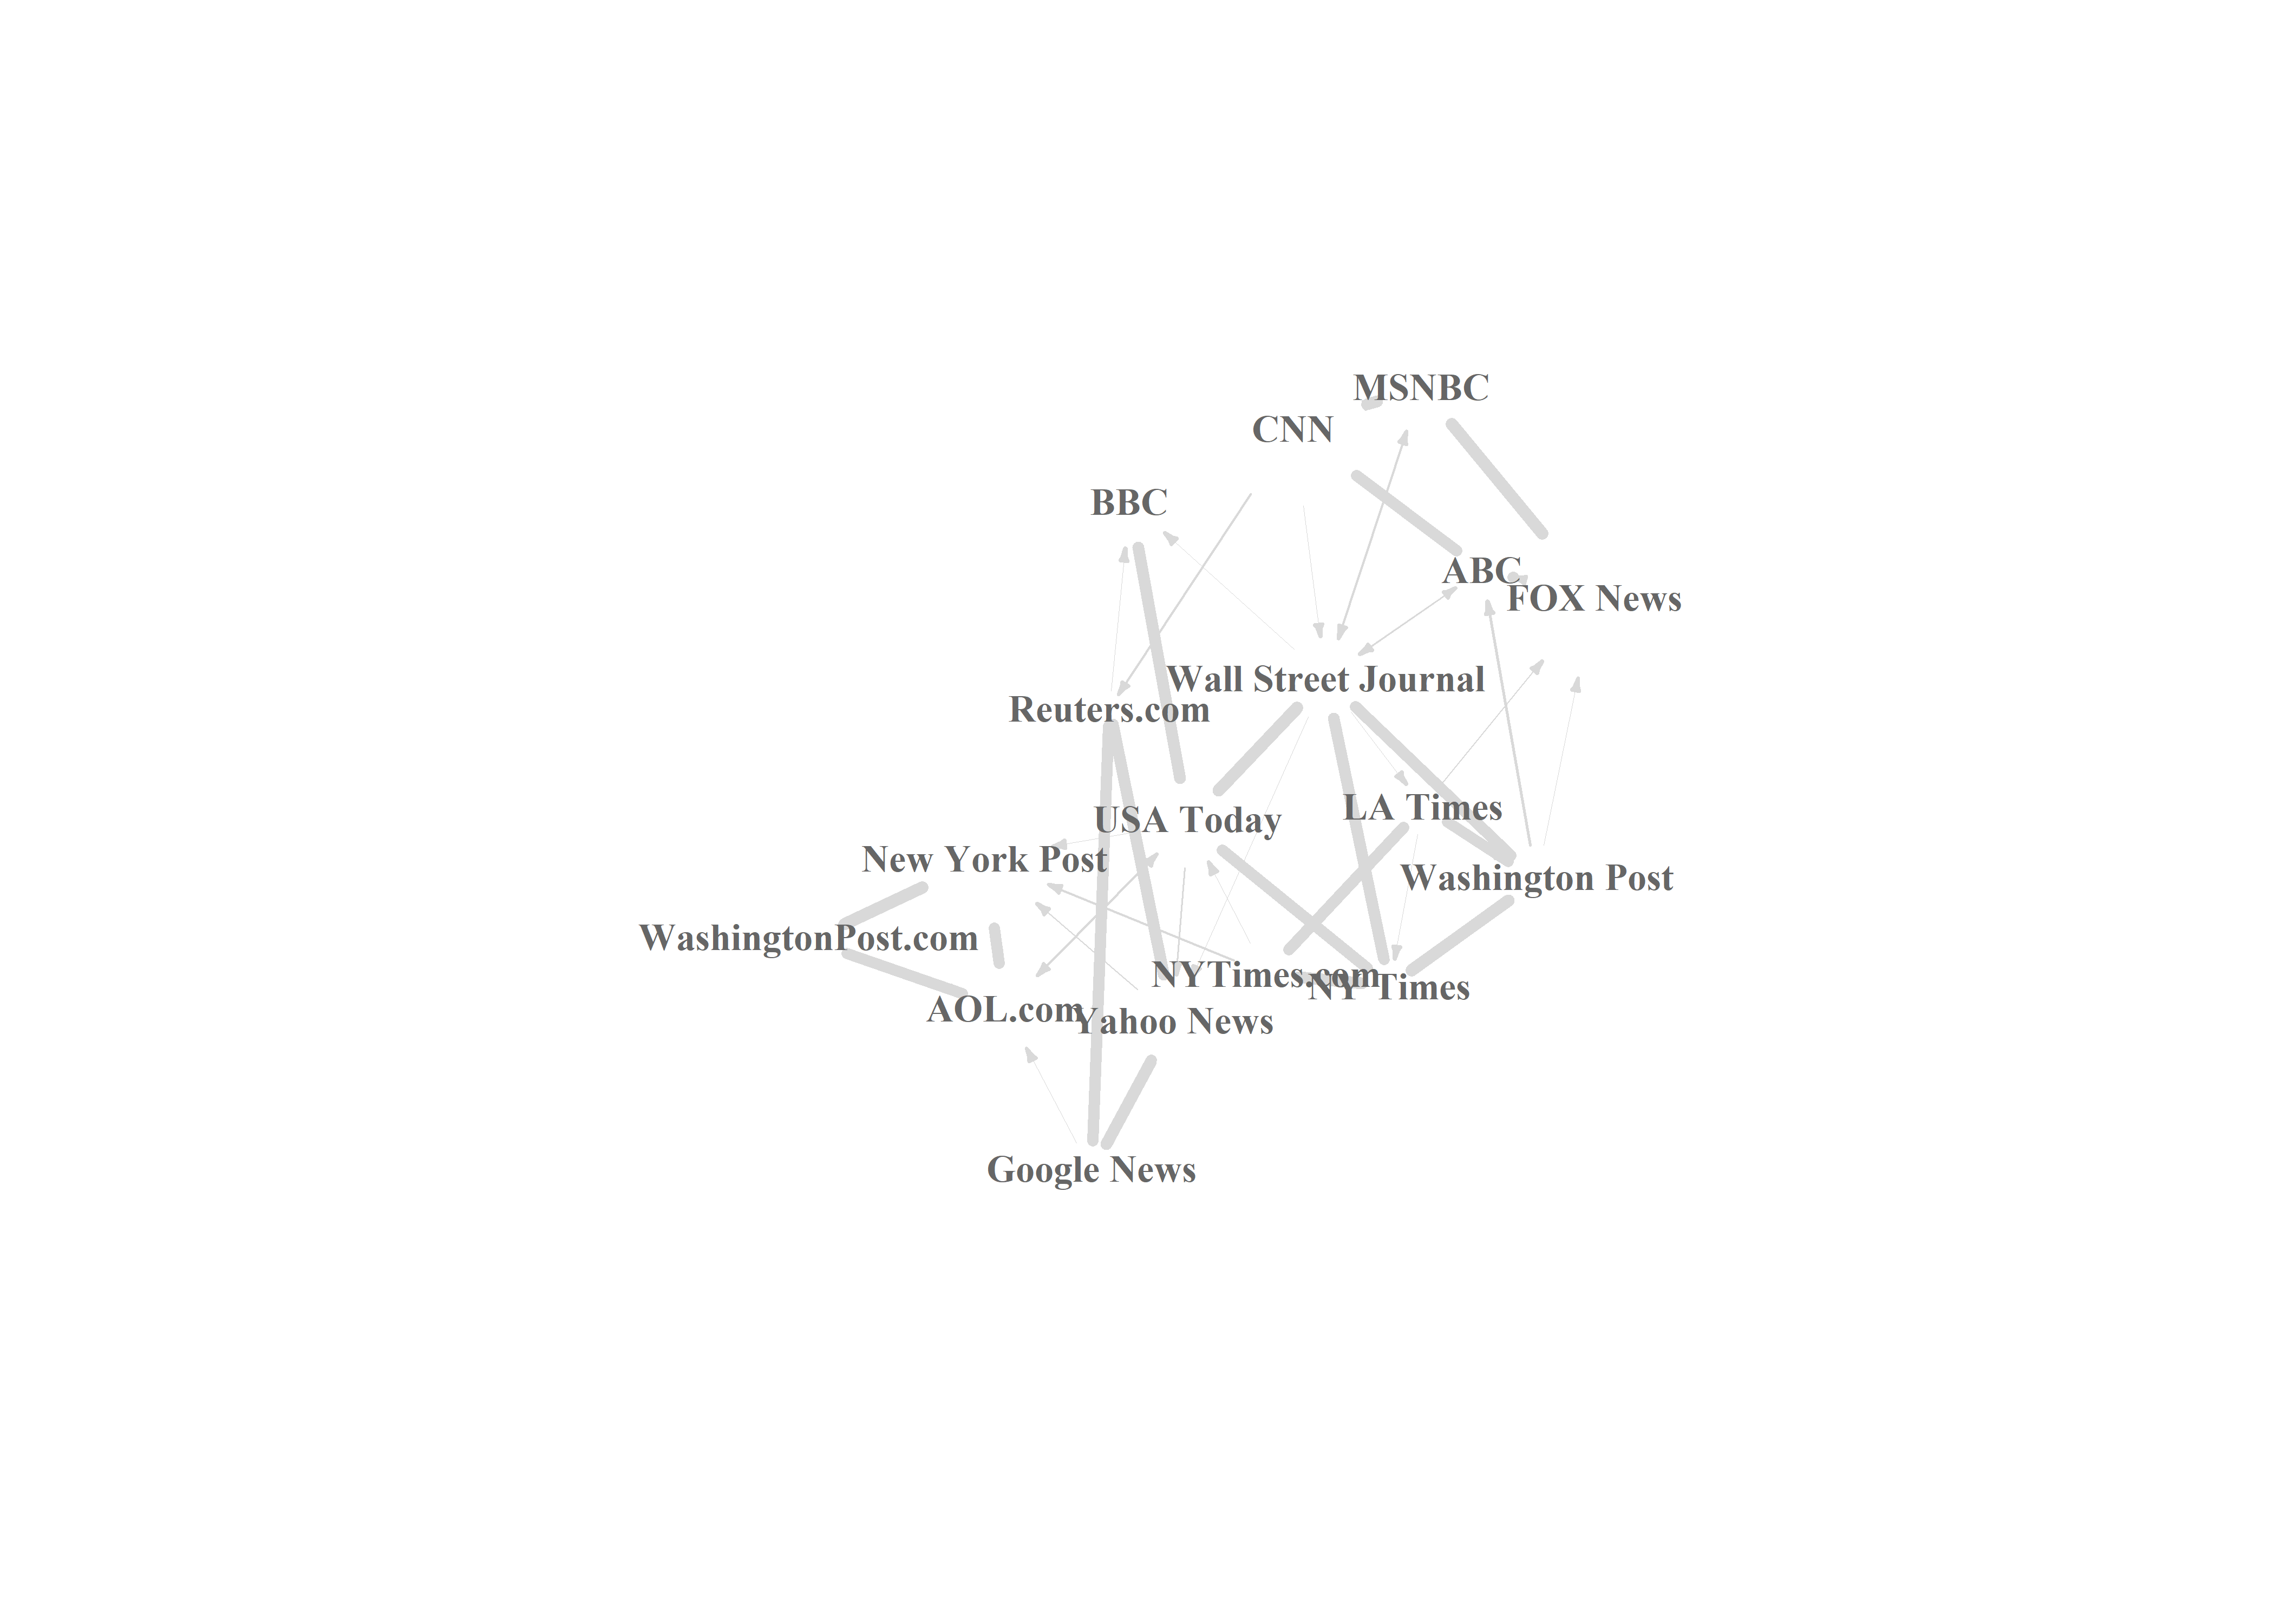 MSNBC
CNN
BBC
ABC
FOX News
Wall Street Journal
Reuters.com
LA Times
USA Today
New York Post
Washington Post
WashingtonPost.com
NYTimes.com
NY Times
AOL.com
Yahoo News
Google News